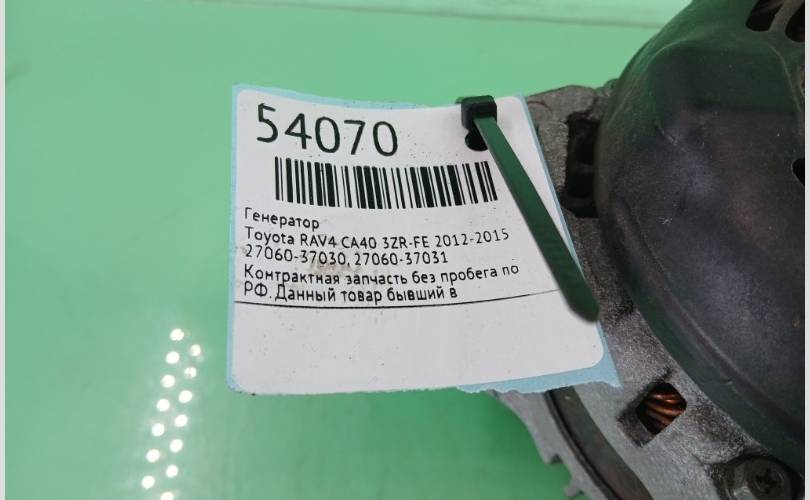 54070
Генератор
Toyota RAV4 CA40 3ZR-FE 2012-2015
27060-37030, 27060-37031
Контрактная запчасть без пробега по
РФ. Данный товар бывший в